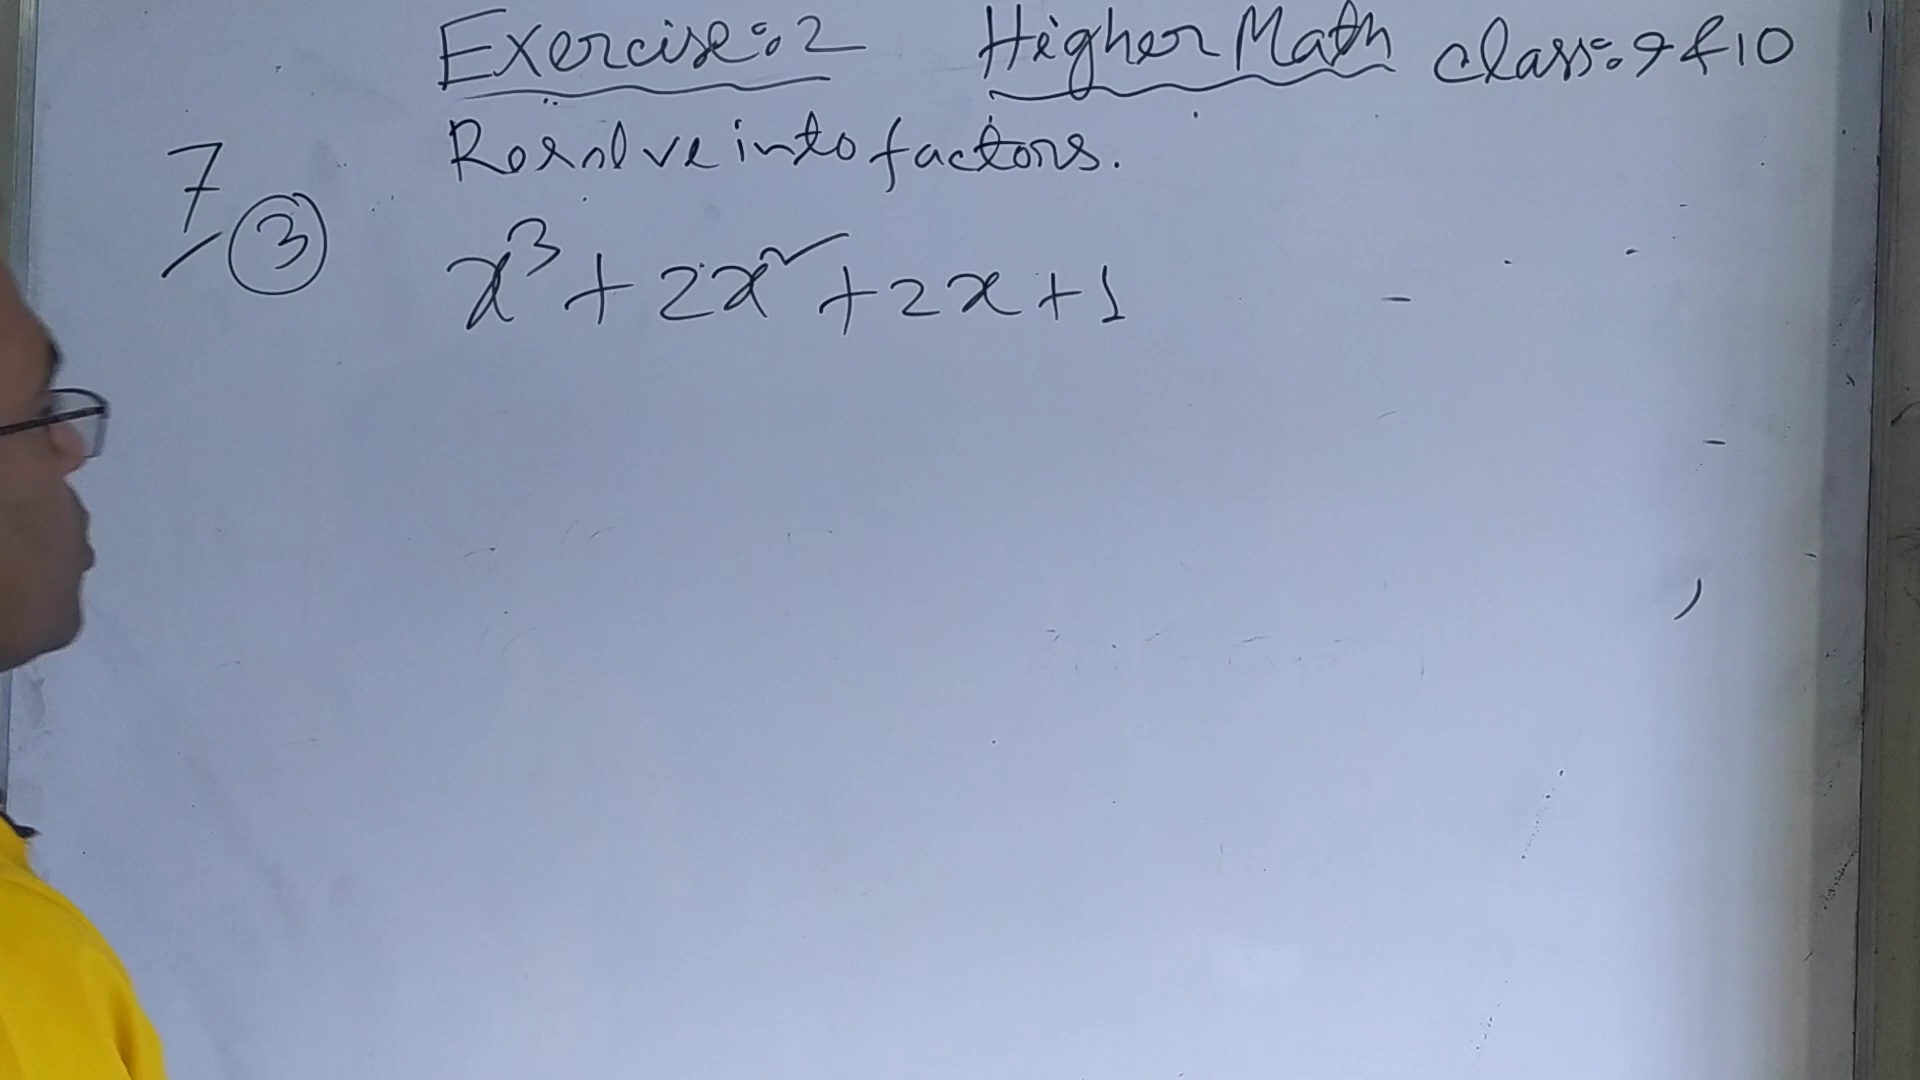 Exercise:2 Higher Math class:9 & 10
Resolve into factors.
7
③ x³ + 2x² + 2x + 1